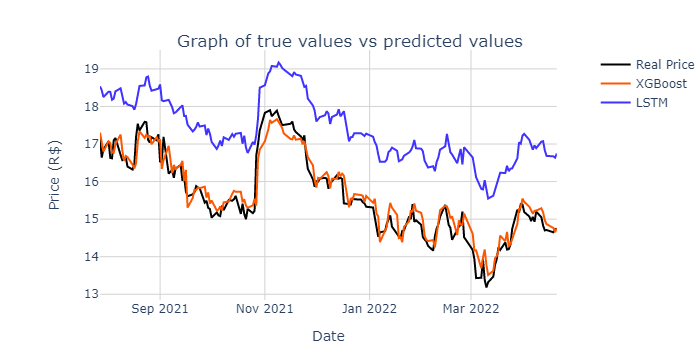 Graph of true values vs predicted values
Real Price
XGBoost
LSTM
19
18
17
16
15
14
13
Price (R$)
Sep 2021
Nov 2021
Jan 2022
Mar 2022
Date